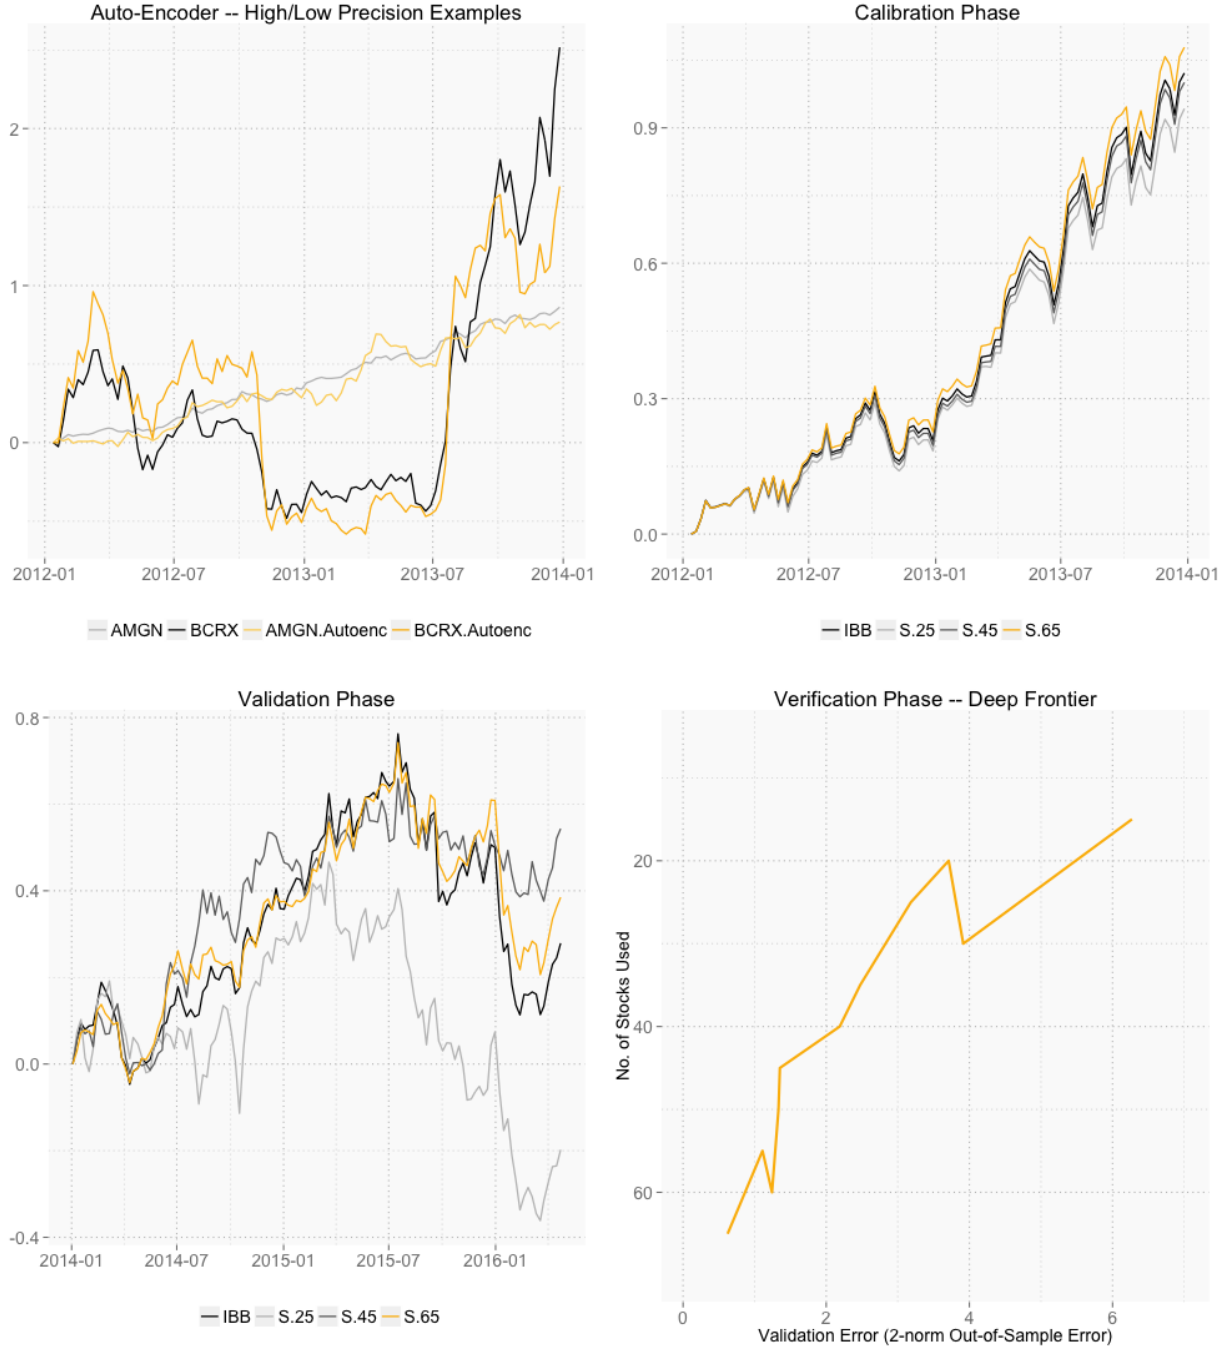 Auto-Encoder -- High/Low Precision Examples
2
1
0
2012-01 2012-07 2013-01 2013-07 2014-01
AMGN BCRX AMGN.Autoenc BCRX.Autoenc
Calibration Phase
0.9
0.6
0.3
0.0
2012-01 2012-07 2013-01 2013-07 2014-01
IBB S.25 S.45 S.65
Validation Phase
0.8
0.4
0.0
-0.4
2014-01 2014-07 2015-01 2015-07 2016-01
IBB S.25 S.45 S.65
Verification Phase -- Deep Frontier
No. of Stocks Used
20
40
60
0 2 4 6
Validation Error (2-norm Out-of-Sample Error)